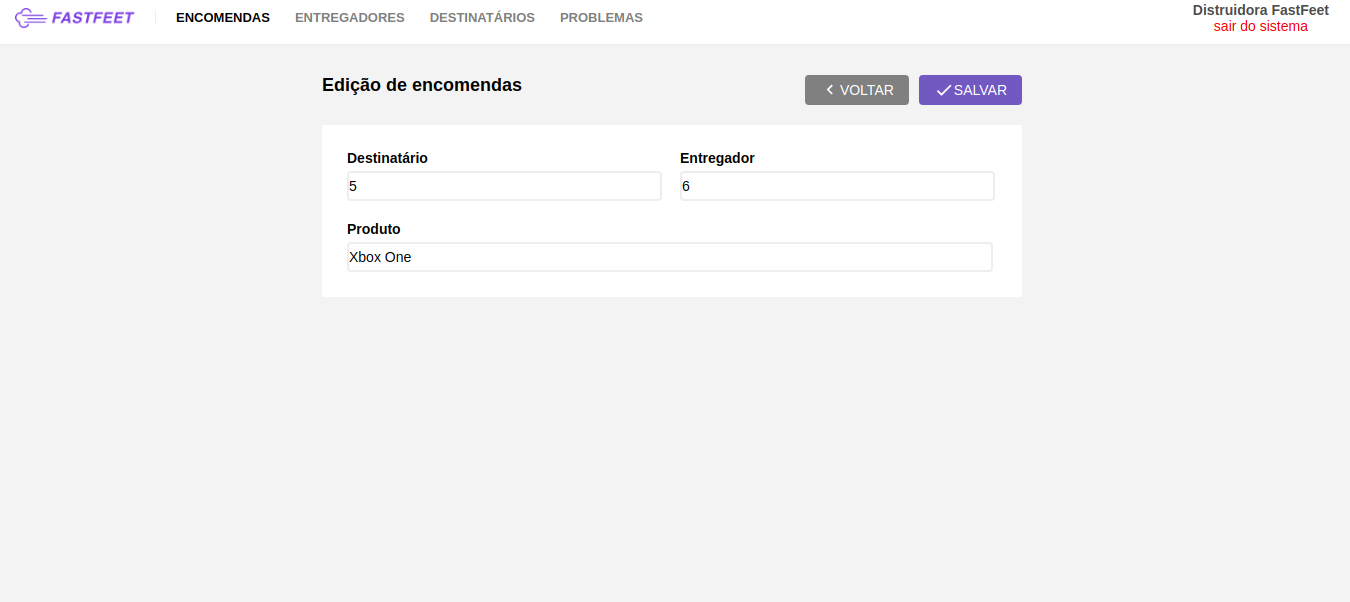 FASTFEET
ENCOMENDAS ENTREGADORES DESTINATÁRIOS PROBLEMAS
Distruidora FastFeet
sair do sistema
Edição de encomendas
VOLTAR
SALVAR
Destinatário Entregador
5 6
Produto
Xbox One